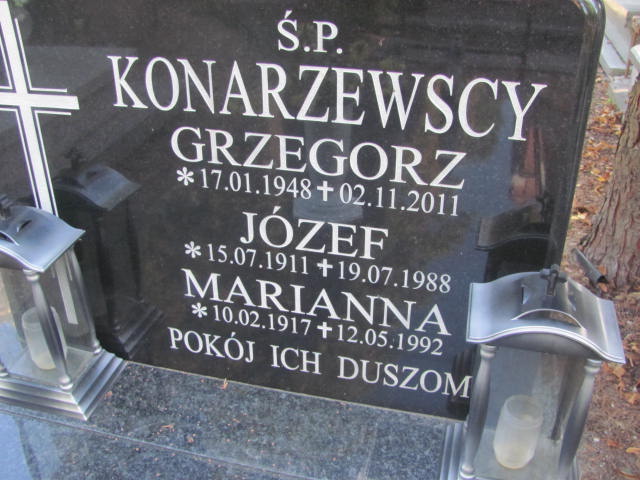 Ś.P.
KONARZEWSCY
GRZEGORZ
*17.01.1948 ✝ 02.11.2011
JÓZEF
*15.07.1911 ✝ 19.07.1988
MARIANNA
*10.02.1917 ✝ 12.05.1992
POKÓJ ICH DUSZOM